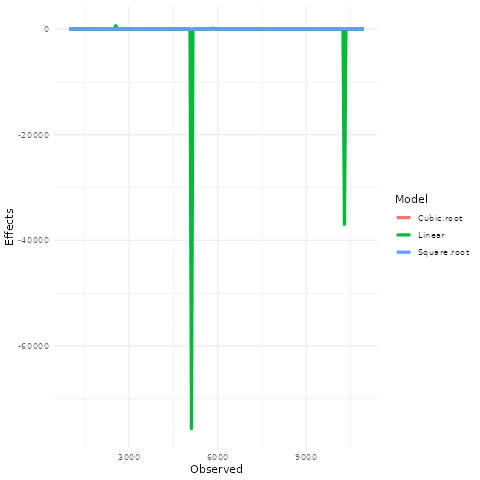 0
-20000
-40000
-60000
Effects
3000 6000 9000
Observed
Model
Cubic.root
Linear
Square.root